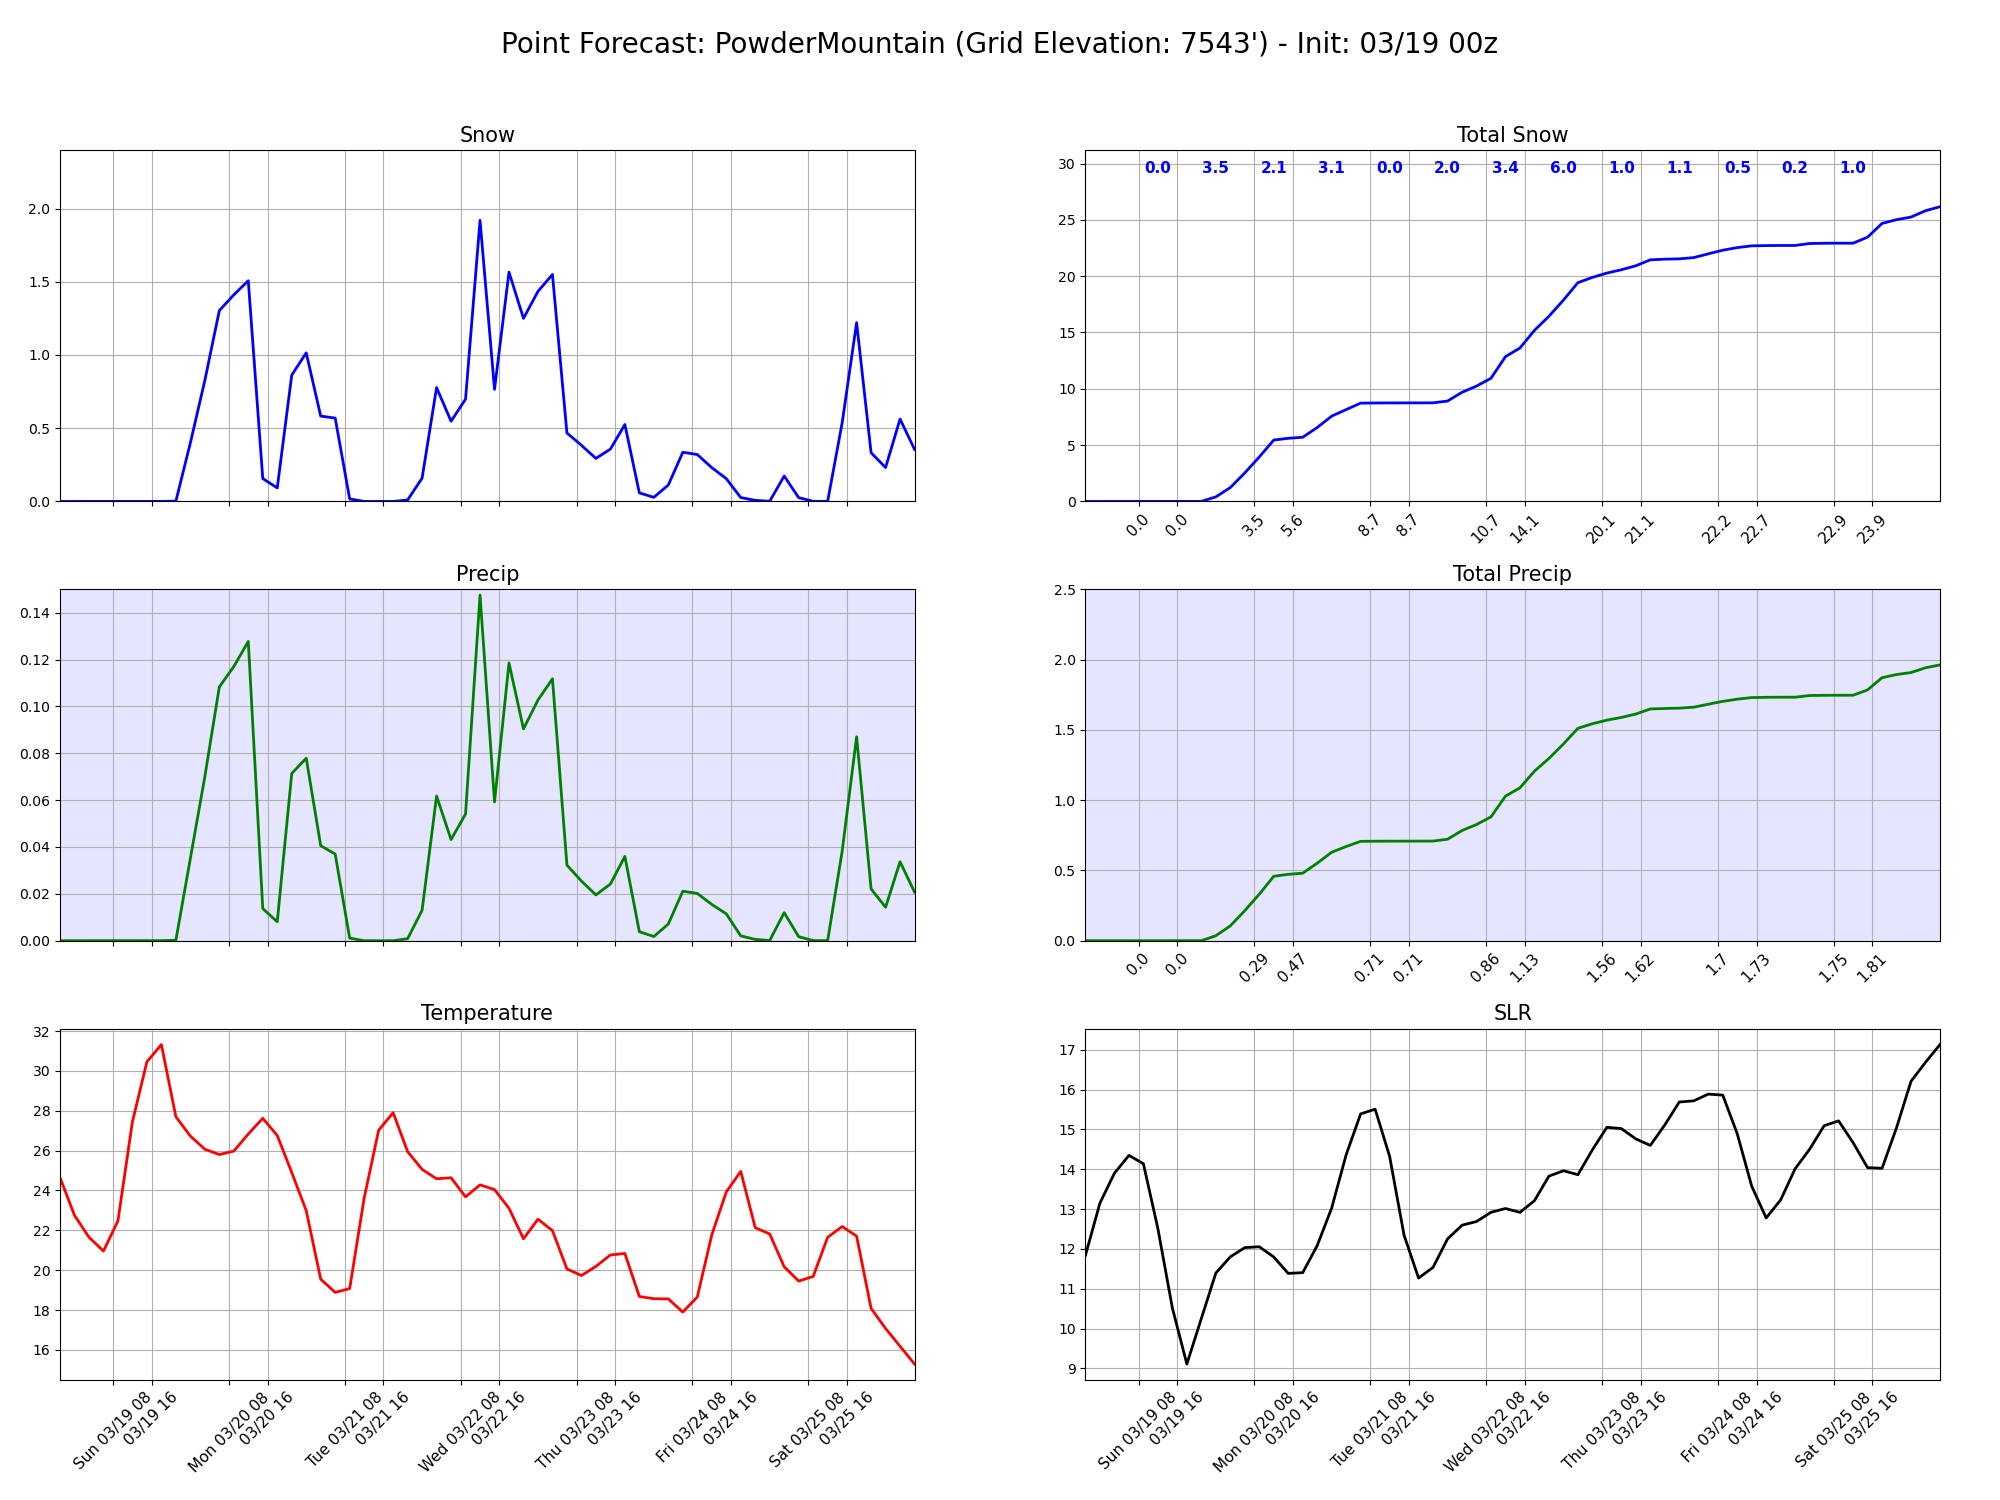 Point Forecast: PowderMountain (Grid Elevation: 7543') - Init: 03/19 00z
Snow
2.0
1.5
1.0
0.5
0.0
Total Snow
0.0 3.5 2.1 3.1 0.0 2.0 3.4 6.0 1.0 1.1 0.5 0.2 1.0
30
25
20
15
10
5
0
0.0 0.0 3.5 5.6 8.7 8.7 10.7 14.1 20.1 21.1 22.2 22.7 22.9 23.9
Precip
0.14
0.12
0.10
0.08
0.06
0.04
0.02
0.00
Total Precip
2.5
2.0
1.5
1.0
0.5
0.0
0.0 0.0 0.29 0.47 0.71 0.71 0.86 1.13 1.56 1.62 1.7 1.73 1.75 1.81
Temperature
32
30
28
26
24
22
20
18
16
Sun 03/19 08
03/19 16
Mon 03/20 08
03/20 16
Tue 03/21 08
03/21 16
Wed 03/22 08
03/22 16
Thu 03/23 08
03/23 16
Fri 03/24 08
03/24 16
Sat 03/25 08
03/25 16
SLR
17
16
15
14
13
12
11
10
9
Sun 03/19 08
03/19 16
Mon 03/20 08
03/20 16
Tue 03/21 08
03/21 16
Wed 03/22 08
03/22 16
Thu 03/23 08
03/23 16
Fri 03/24 08
03/24 16
Sat 03/25 08
03/25 16